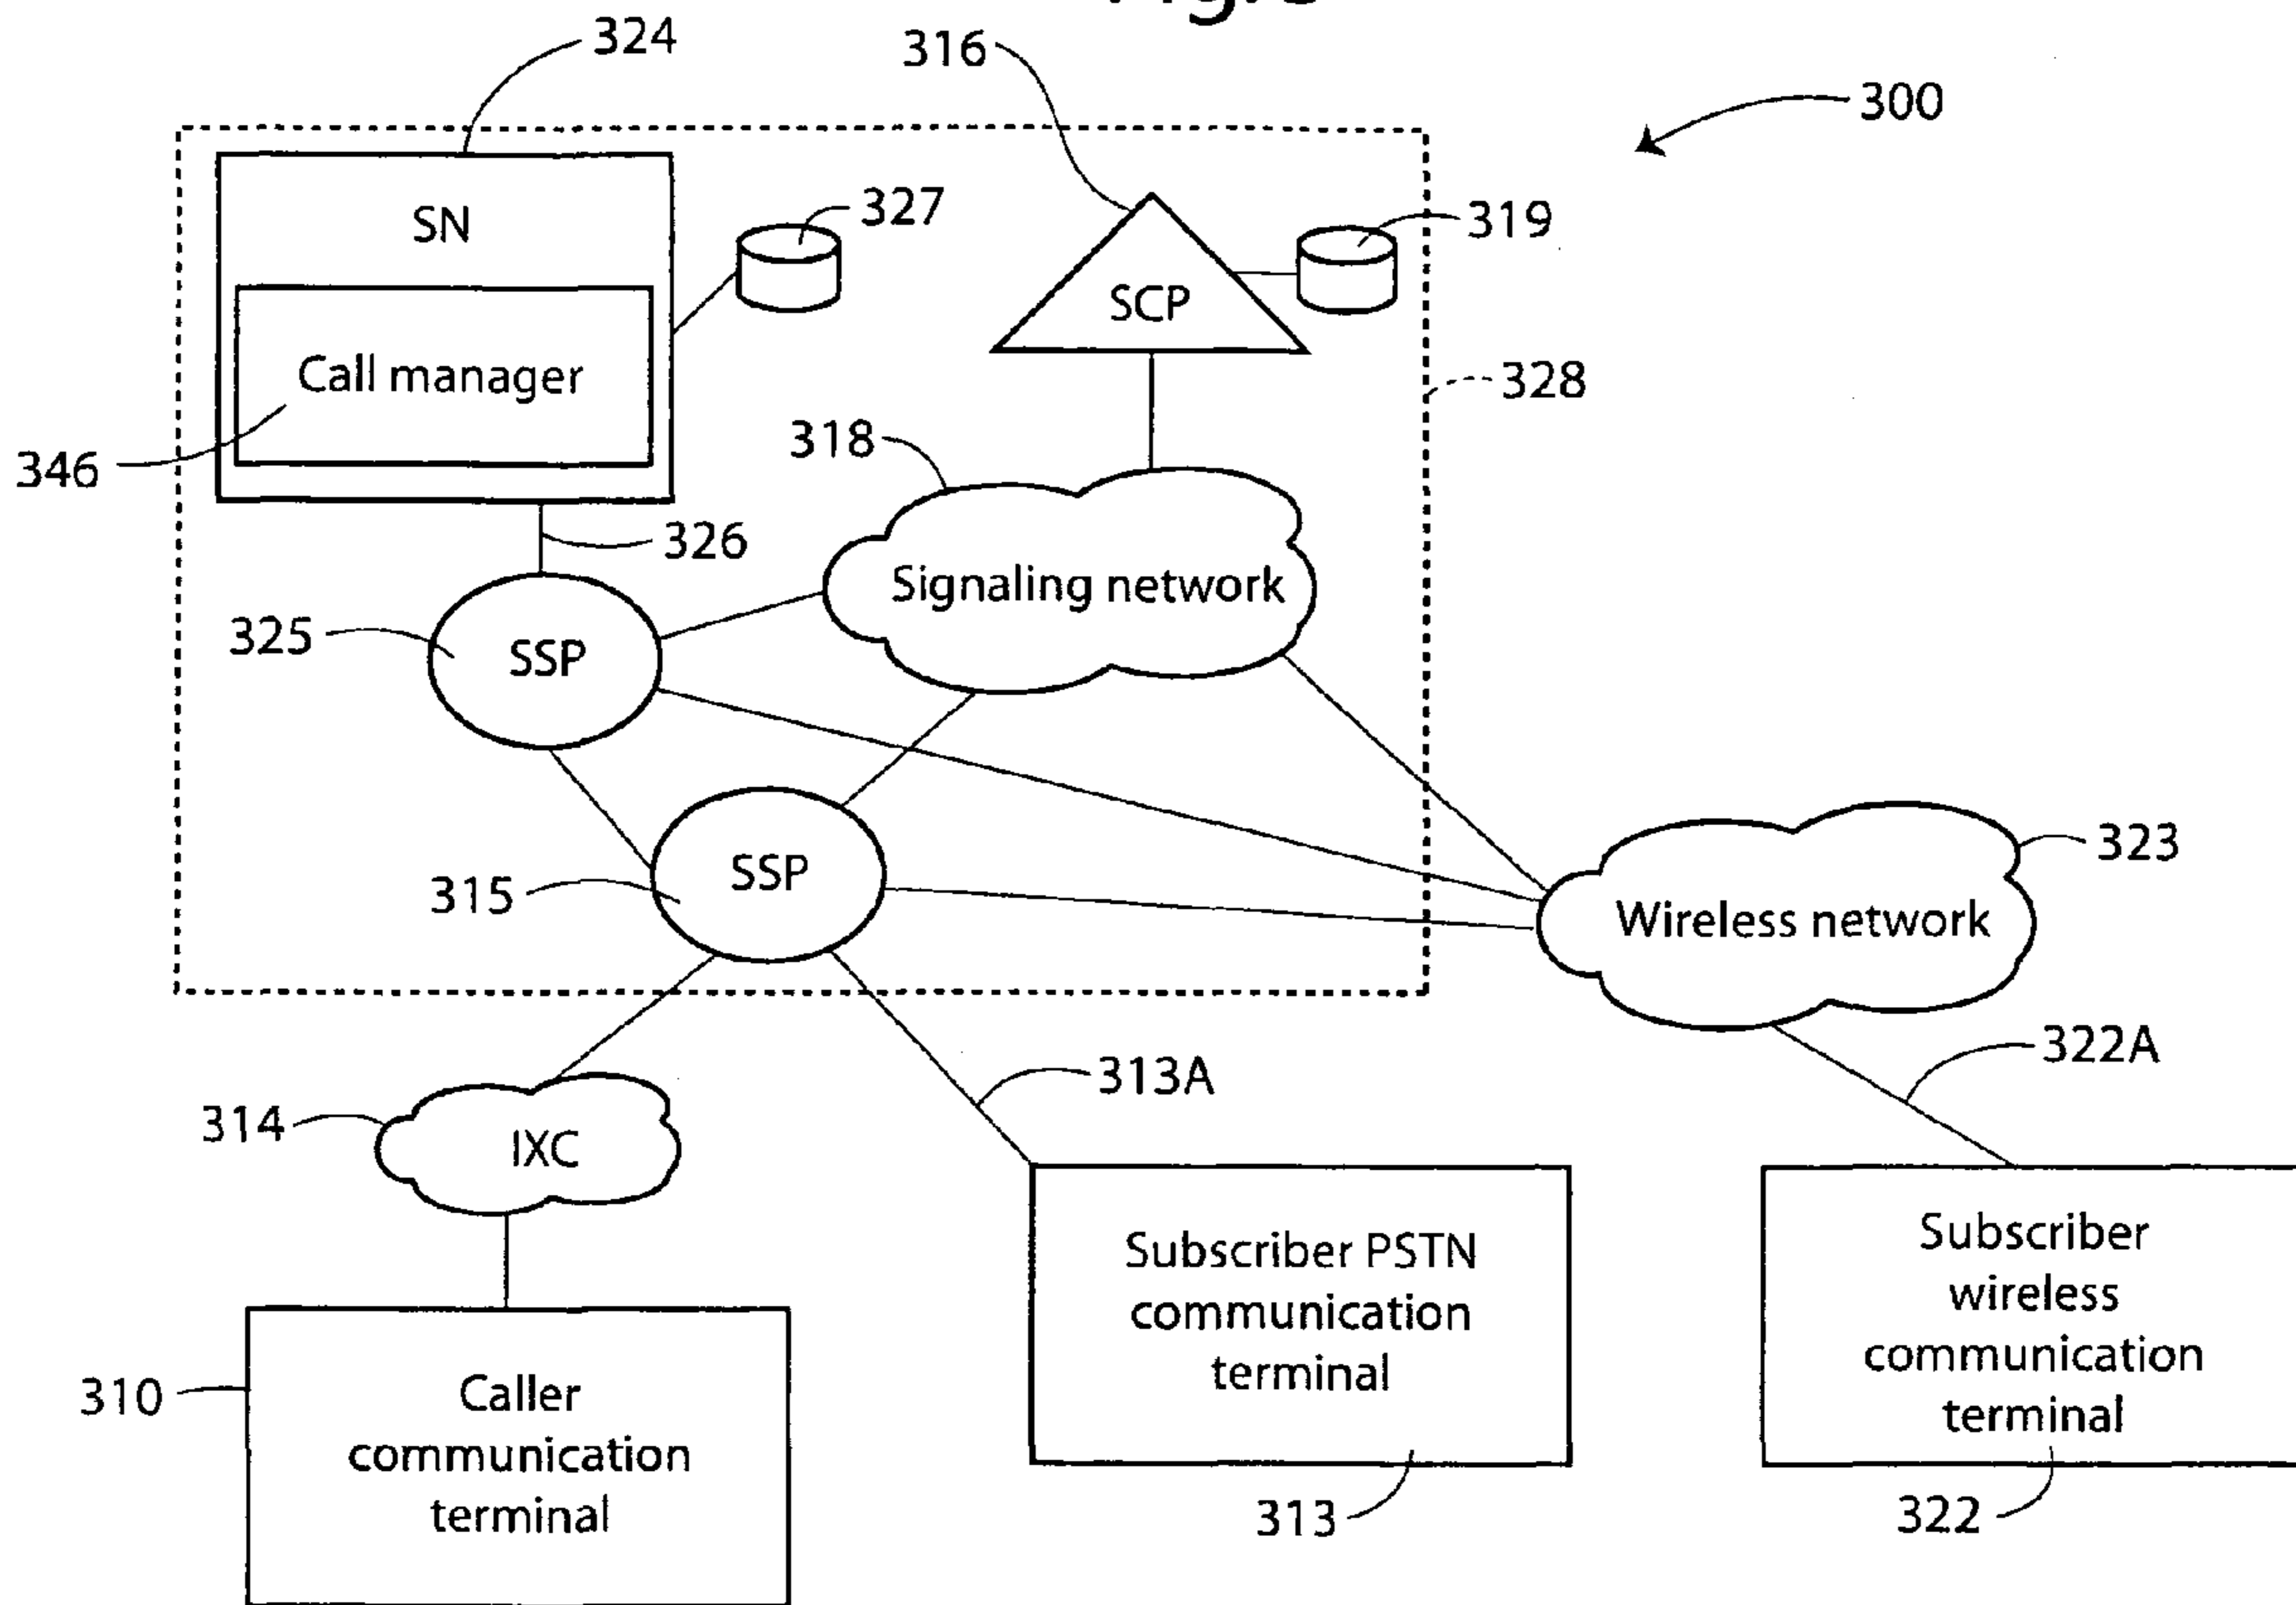 324
316
300
SN
327
319
SCP
Call manager
328
318
346
326
Signaling network
325
SSP
323
SSP
315
Wireless network
322A
313A
314
IXC
Subscriber PSTN
communication
terminal
Subscriber
wireless
communication
terminal
310
Caller
communication
terminal
313
322